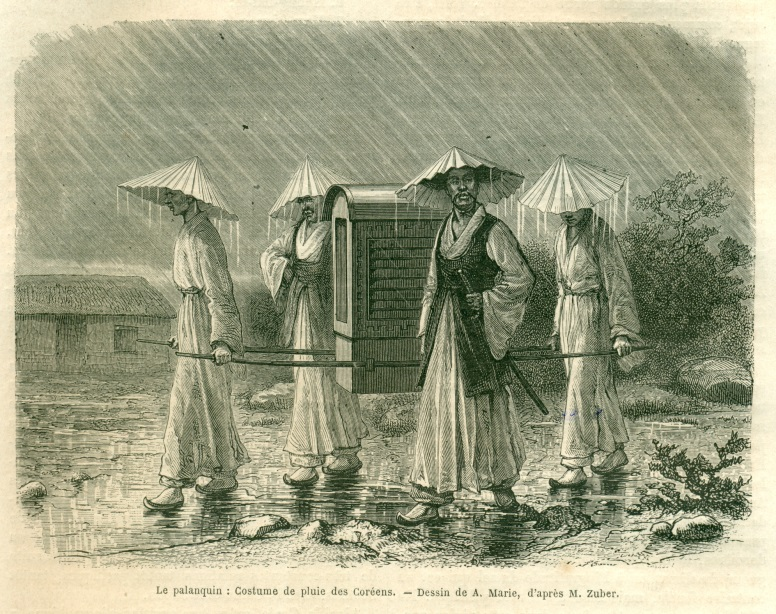 Le palanquin : Costume de pluie des Coréens. — Dessin de A. Marie, d'après M. Zuber.